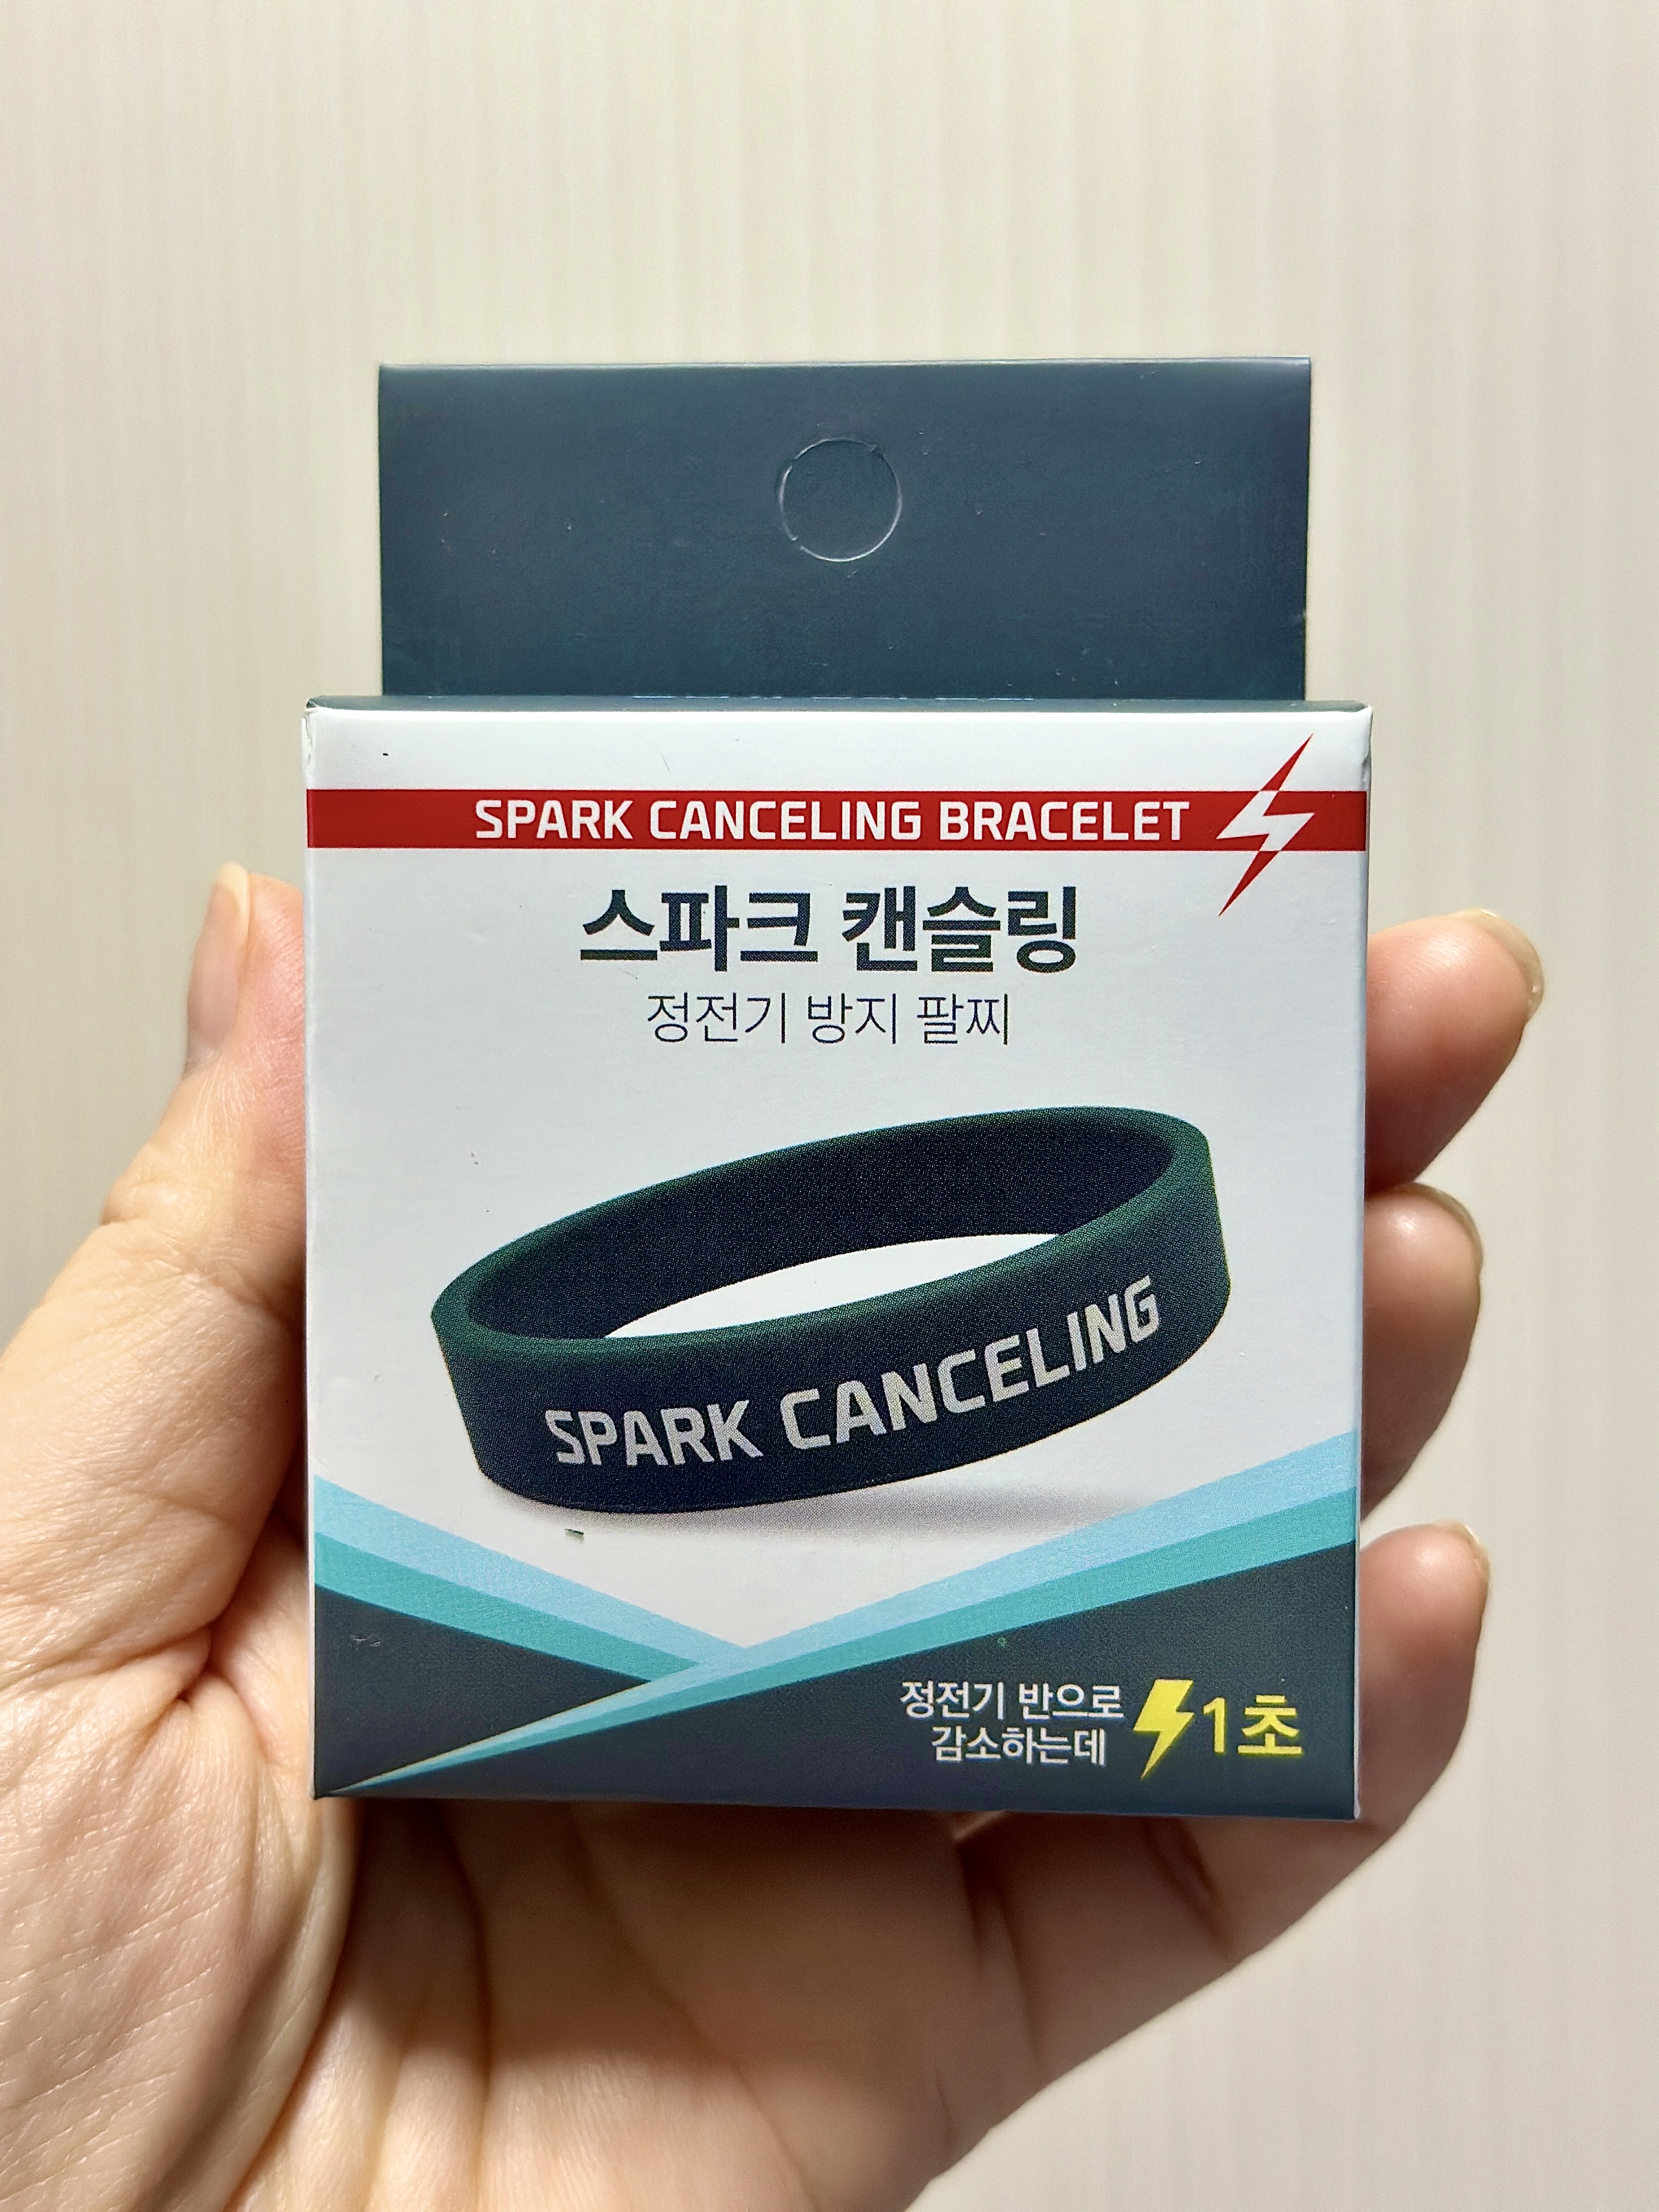 SPARK CANCELING BRACELET
스파크 캔슬링
정전기 방지 팔찌
SPARK CANCELING
정전기 반으로
감소하는데
1초